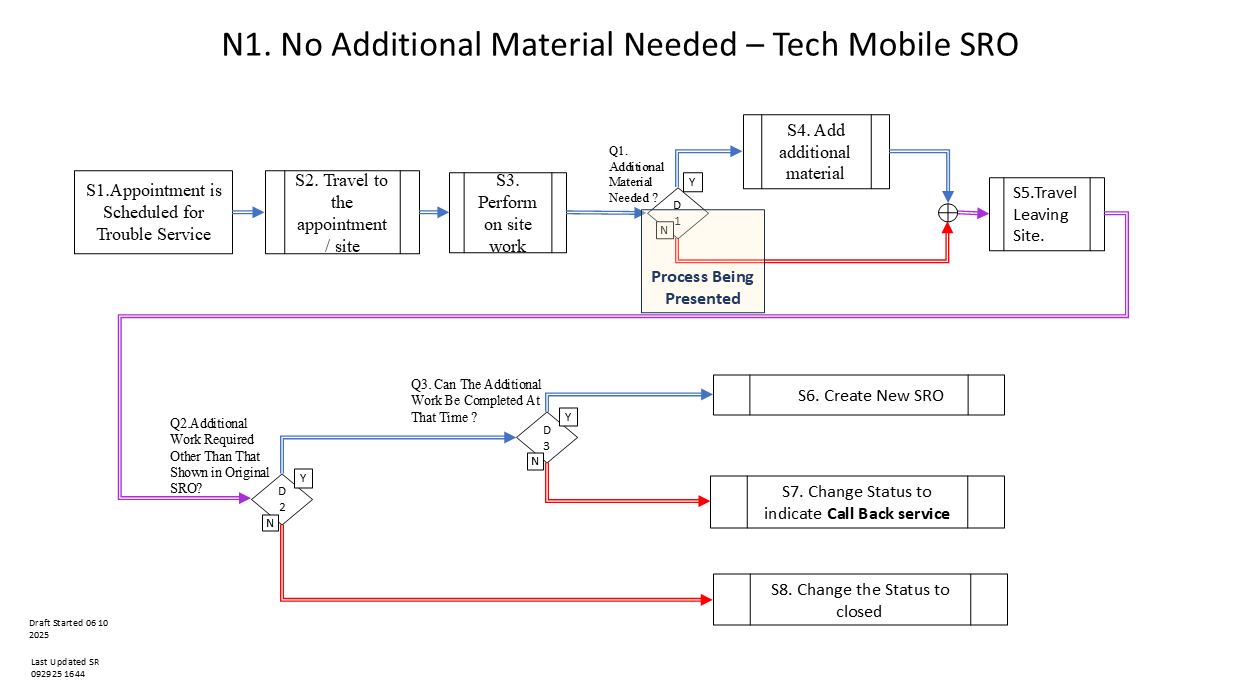 N1. No Additional Material Needed – Tech Mobile SRO
S1.Appointment is
Scheduled for
Trouble Service
S2. Travel to
the
appointment
/ site
S3.
Perform
on site
work
Q1.
Additional
Material
Needed ?
D
1
Y
N
Process Being
Presented
S4. Add
additional
material
S5.Travel
Leaving
Site.
Q2.Additional
Work Required
Other Than That
Shown in Original
SRO?
D
2
Y
N
Q3. Can The Additional
Work Be Completed At
That Time ?
D
3
Y
N
S6. Create New SRO
S7. Change Status to
indicate Call Back service
S8. Change the Status to
closed
Draft Started 06 10
2025
Last Updated SR
092925 1644